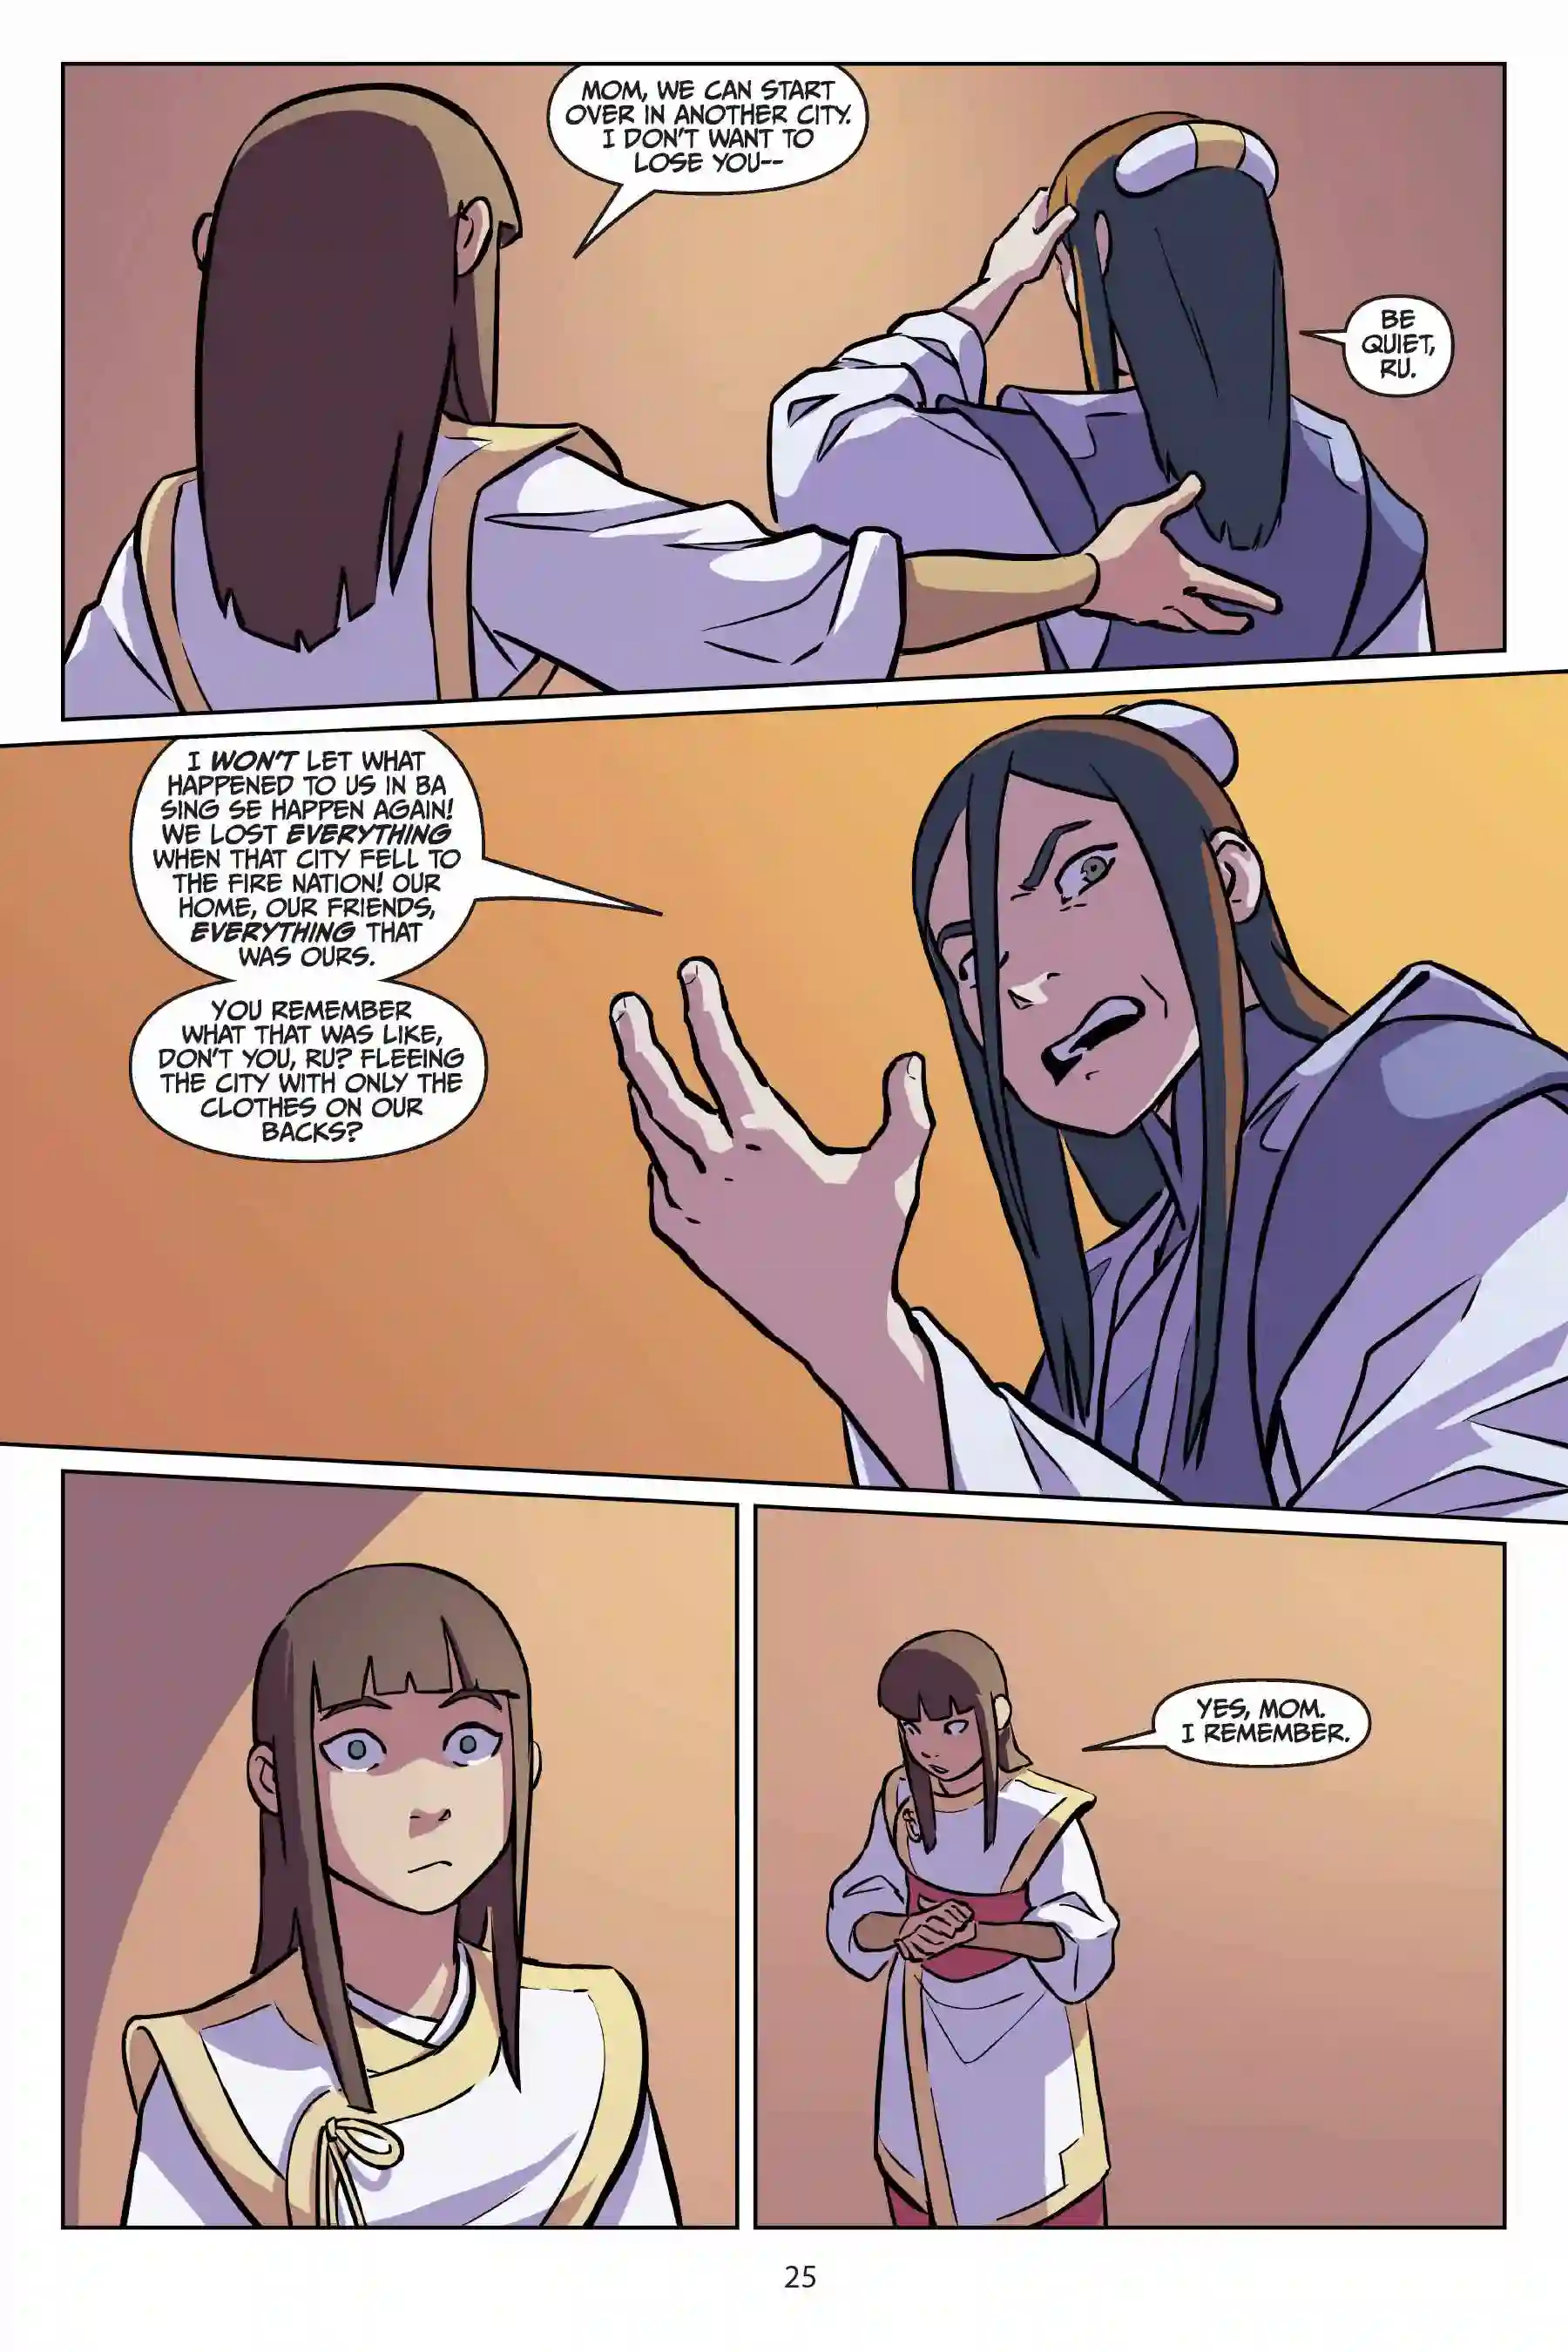 MOM, WE CAN START
OVER IN ANOTHER CITY.
I DON'T WANT TO
LOSE YOU--
BE
QUIET,
RU.
I WON'T LET WHAT
HAPPENED TO US IN BA
SING SE HAPPEN AGAIN!
WE LOST EVERYTHING
WHEN THAT CITY FELL TO
THE FIRE NATION! OUR
HOME, OUR FRIENDS,
EVERYTHING THAT
WAS OURS.
YOU REMEMBER
WHAT THAT WAS LIKE,
DON'T YOU, RU? FLEEING
THE CITY WITH ONLY THE
CLOTHES ON OUR
BACKS?
YES, MOM.
I REMEMBER.
25